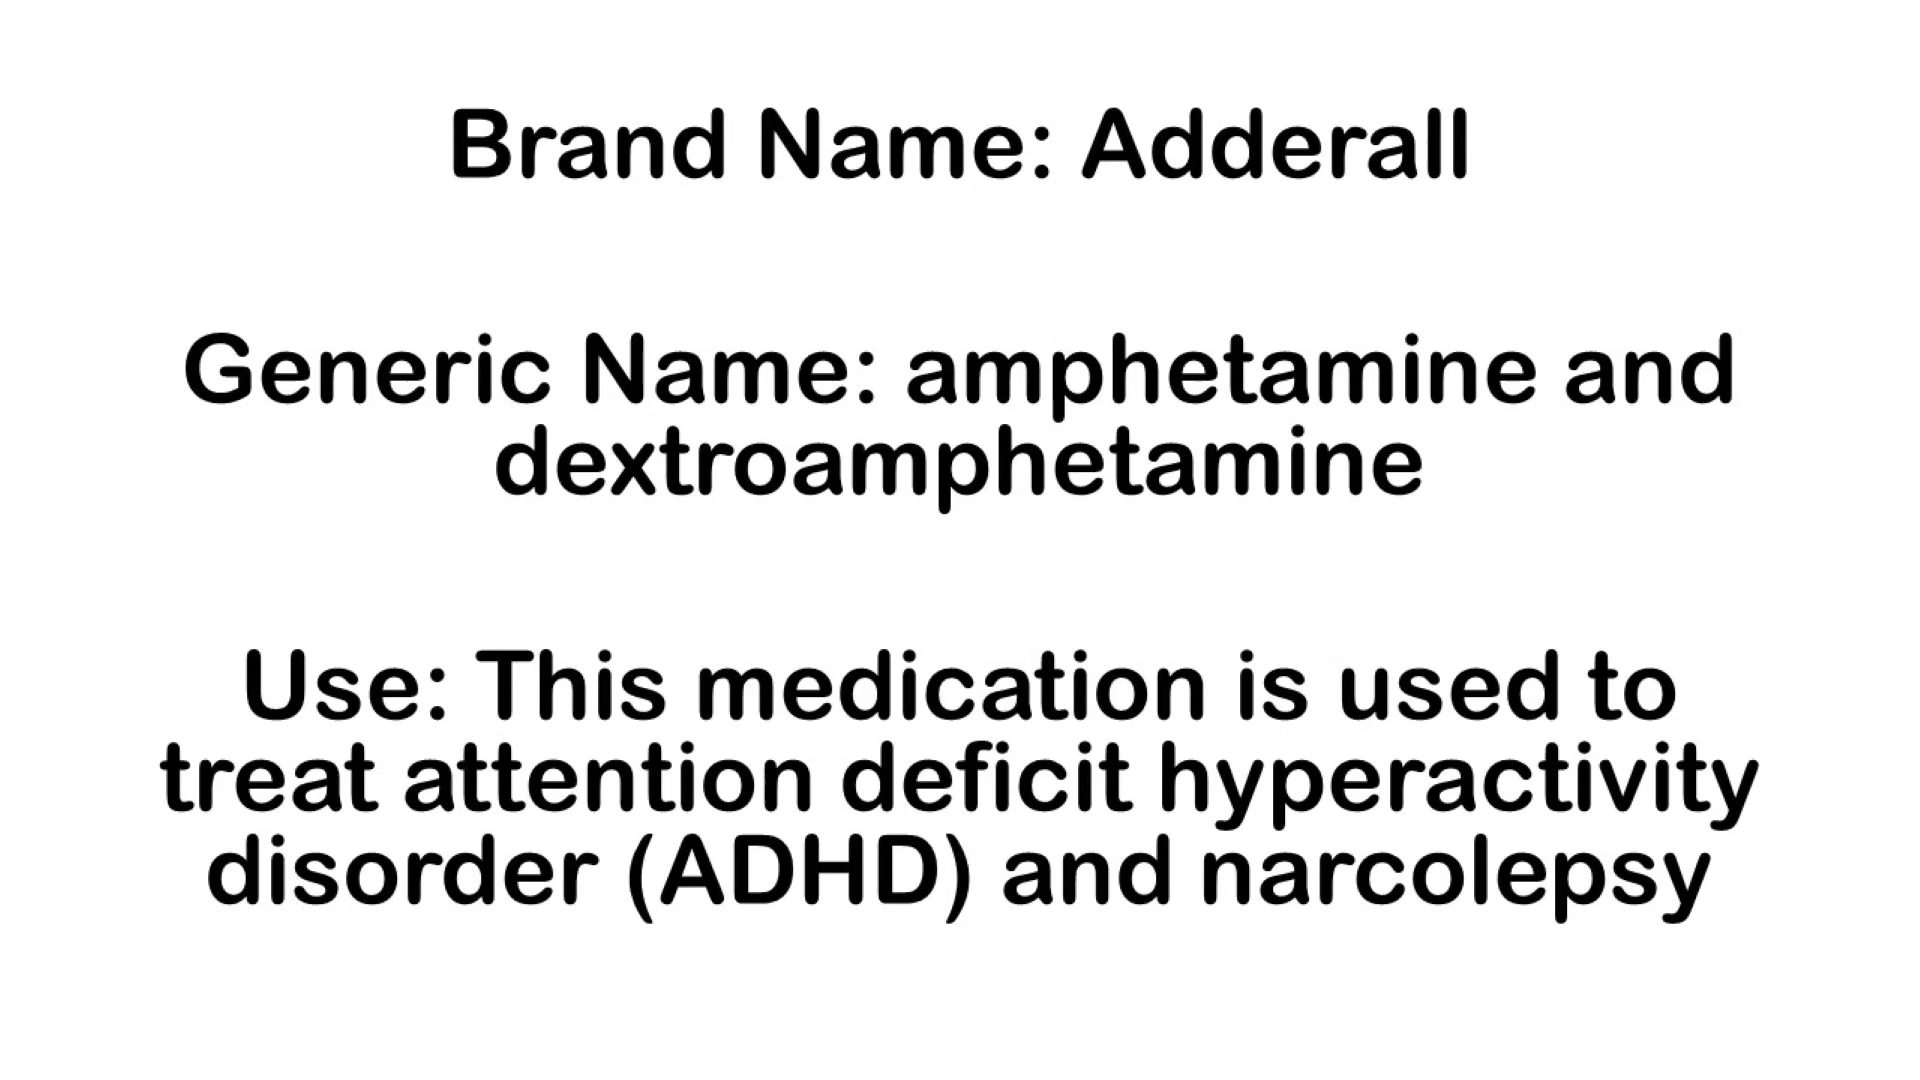 Brand Name: Adderall
Generic Name: amphetamine and
dextroamphetamine
Use: This medication is used to
treat attention deficit hyperactivity
disorder (ADHD) and narcolepsy